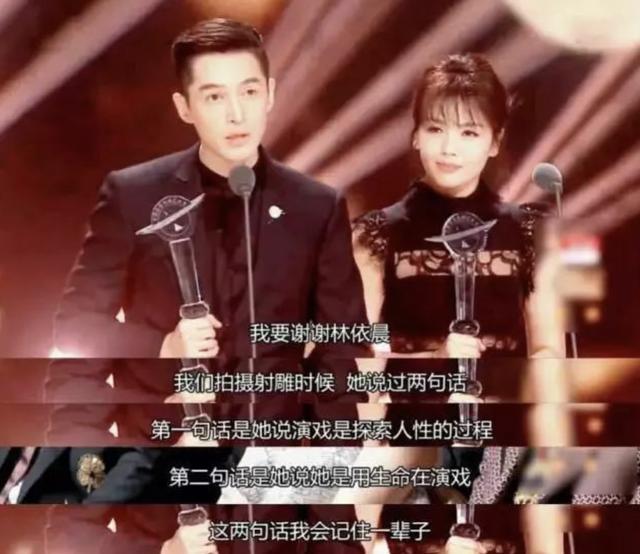 我要谢谢林依晨
我们拍摄射雕时候 她说过两句话
第一句话是她说演戏是探索人性的过程
第二句话是她说她是用生命在演戏
这两句话我会记住一辈子